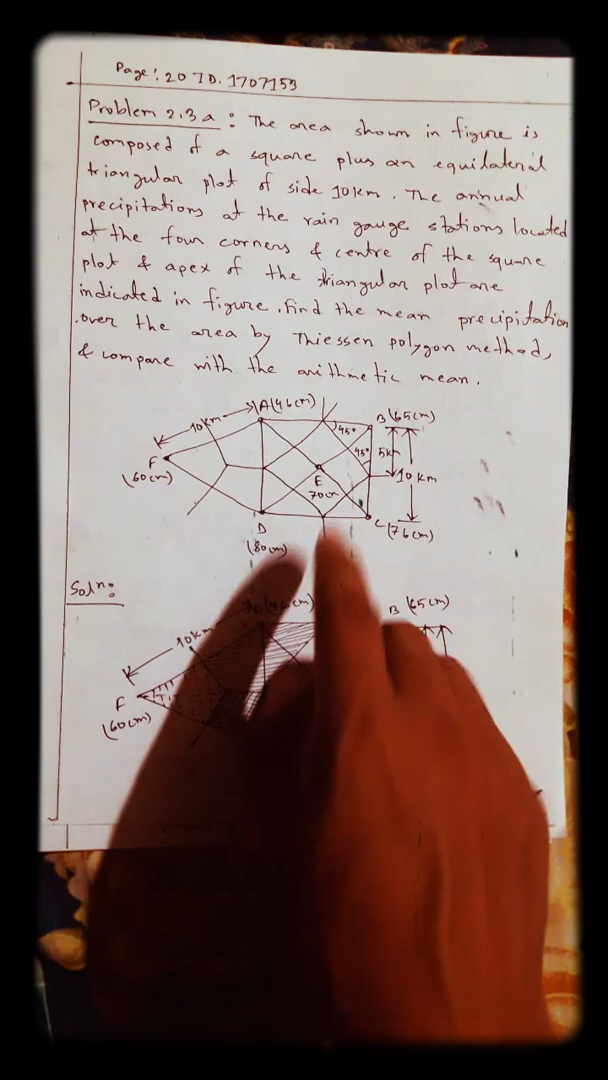 Page: 20 ID. 1707153
Problem 2.3a: The area shown in figure is
composed of a square plus an equilateral
triangular plot of side 10km. The annual
precipitations at the rain gauge stations located
at the four corners & centre of the square
plot & apex of the triangular plot are
indicated in figure. Find the mean precipitation
over the area by Thiessen polygon method,
& compare with the arithmetic mean.
10km
A(46cm)
B(65cm)
45°
45°
5km
10 km
F
(60cm)
E
70cm
D
(80cm)
C(76cm)
Solⁿ:
B (65cm)
10km
F
(60cm)